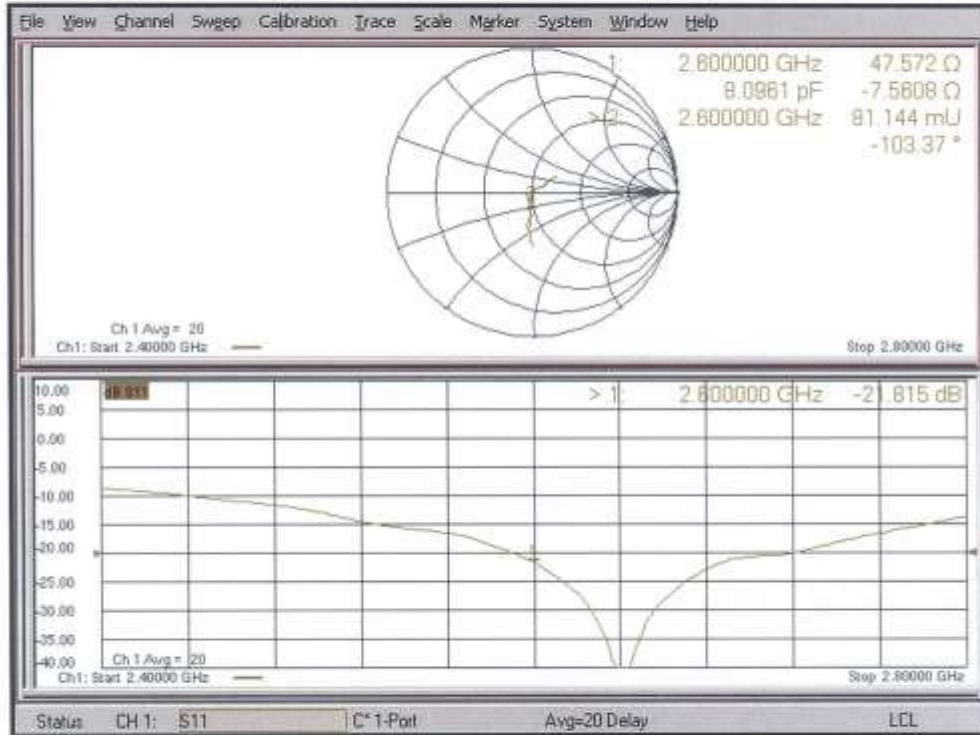 File View Channel Sweep Calibration Trace Scale Marker System Window Help
1: 2.600000 GHz 47.572 Ω
8.0961 pF -7.5608 Ω
> 2: 2.600000 GHz 81.144 mU
-103.37 °
Ch 1 Avg = 20
Ch1: Start 2.40000 GHz
Stop 2.80000 GHz
10.00
dB S11
> 1: 2.600000 GHz -21.815 dB
5.00
0.00
-5.00
-10.00
-15.00
-20.00
1
-25.00
-30.00
-35.00
-40.00
Ch 1 Avg = 20
Ch1: Start 2.40000 GHz
Stop 2.80000 GHz
Status CH 1: S11 C* 1-Port Avg=20 Delay LCL